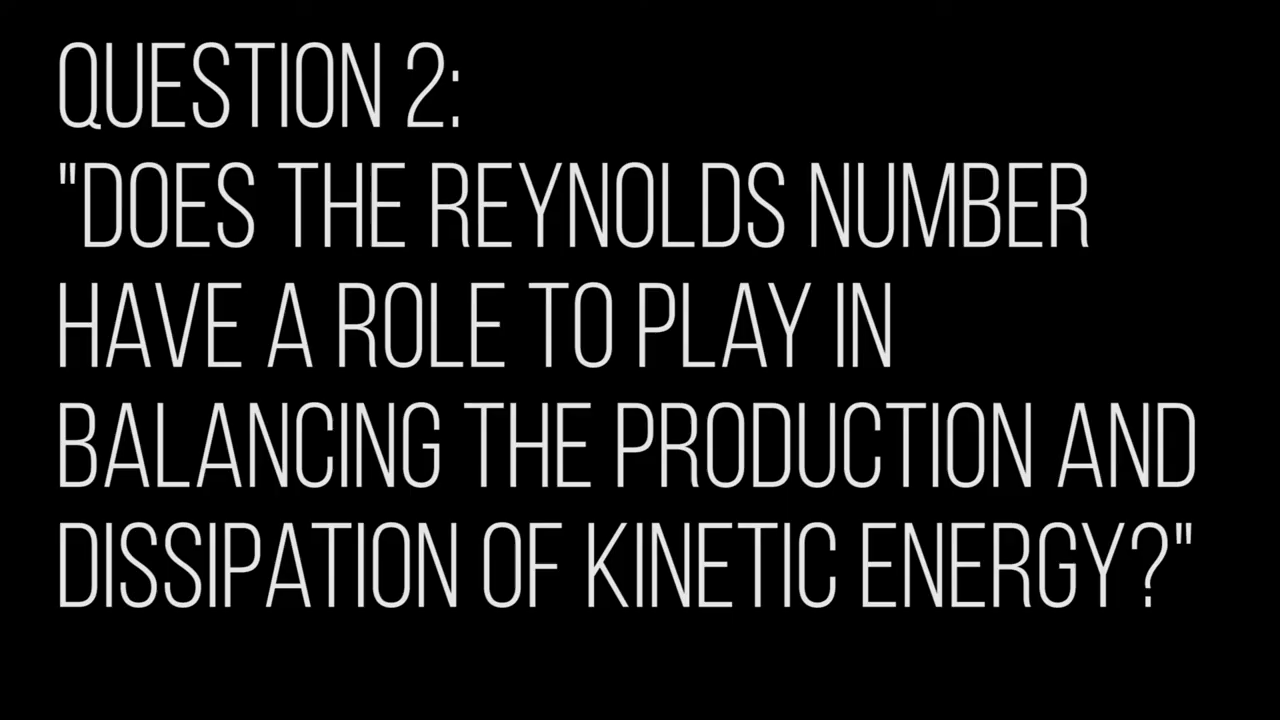 QUESTION 2:
"DOES THE REYNOLDS NUMBER
HAVE A ROLE TO PLAY IN
BALANCING THE PRODUCTION AND
DISSIPATION OF KINETIC ENERGY?"